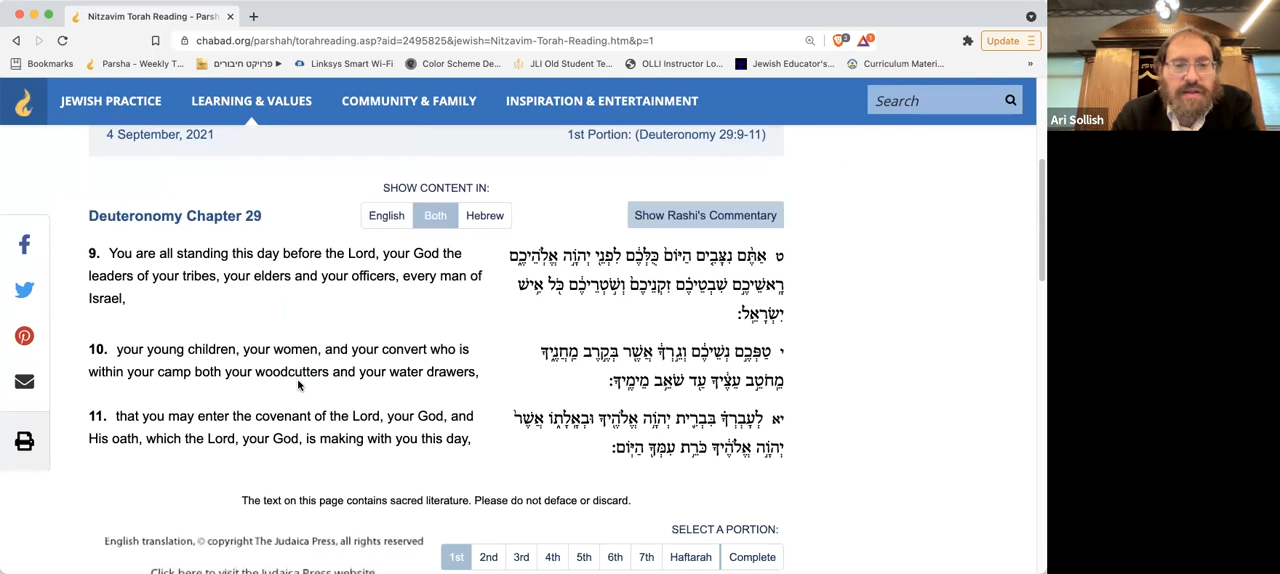 Nitzavim Torah Reading - Parsh
chabad.org/parshah/torahreading.asp?aid=2495825&jewish=Nitzavim-Torah-Reading.htm&p=1
Update
Bookmarks
Parsha - Weekly T...
פרוייקט חיבורים
Linksys Smart Wi-Fi
Color Scheme De...
JLI Old Student Te...
OLLI Instructor Lo...
Jewish Educator's...
Curriculum Materi...
»
JEWISH PRACTICE
LEARNING & VALUES
COMMUNITY & FAMILY
INSPIRATION & ENTERTAINMENT
Search
Ari Sollish
4 September, 2021
1st Portion: (Deuteronomy 29:9-11)
SHOW CONTENT IN:
Deuteronomy Chapter 29
English
Both
Hebrew
Show Rashi's Commentary
9. You are all standing this day before the Lord, your God the
leaders of your tribes, your elders and your officers, every man of
Israel,
ט אַתֶּ֨ם נִצָּבִ֤ים הַיּוֹם֙ כֻּלְּכֶ֔ם לִפְנֵ֖י יְהֹוָ֣ה אֱלֹהֵיכֶ֑ם
רָֽאשֵׁיכֶ֣ם שִׁבְטֵיכֶ֗ם זִקְנֵיכֶם֙ וְשֹׁ֣טְרֵיכֶ֔ם כֹּ֖ל אִ֥ישׁ
יִשְׂרָאֵֽל:
10. your young children, your women, and your convert who is
within your camp both your woodcutters and your water drawers,
י טַפְּכֶ֣ם נְשֵׁיכֶ֔ם וְגֵ֣רְךָ֔ אֲשֶׁ֖ר בְּקֶ֣רֶב מַֽחֲנֶ֑יךָ
מֵֽחֹטֵ֣ב עֵצֶ֔יךָ עַ֖ד שֹׁאֵ֥ב מֵימֶֽיךָ:
11. that you may enter the covenant of the Lord, your God, and
His oath, which the Lord, your God, is making with you this day,
יא לְעָבְרְךָ֗ בִּבְרִ֛ית יְהֹוָ֥ה אֱלֹהֶ֖יךָ וּבְאָֽלָת֑וֹ אֲשֶׁר֙
יְהֹוָ֣ה אֱלֹהֶ֔יךָ כֹּרֵ֥ת עִמְּךָ֖ הַיּֽוֹם:
The text on this page contains sacred literature. Please do not deface or discard.
SELECT A PORTION:
English translation, © copyright The Judaica Press, all rights reserved
1st
2nd
3rd
4th
5th
6th
7th
Haftarah
Complete
Click here to visit the Judaica Press website